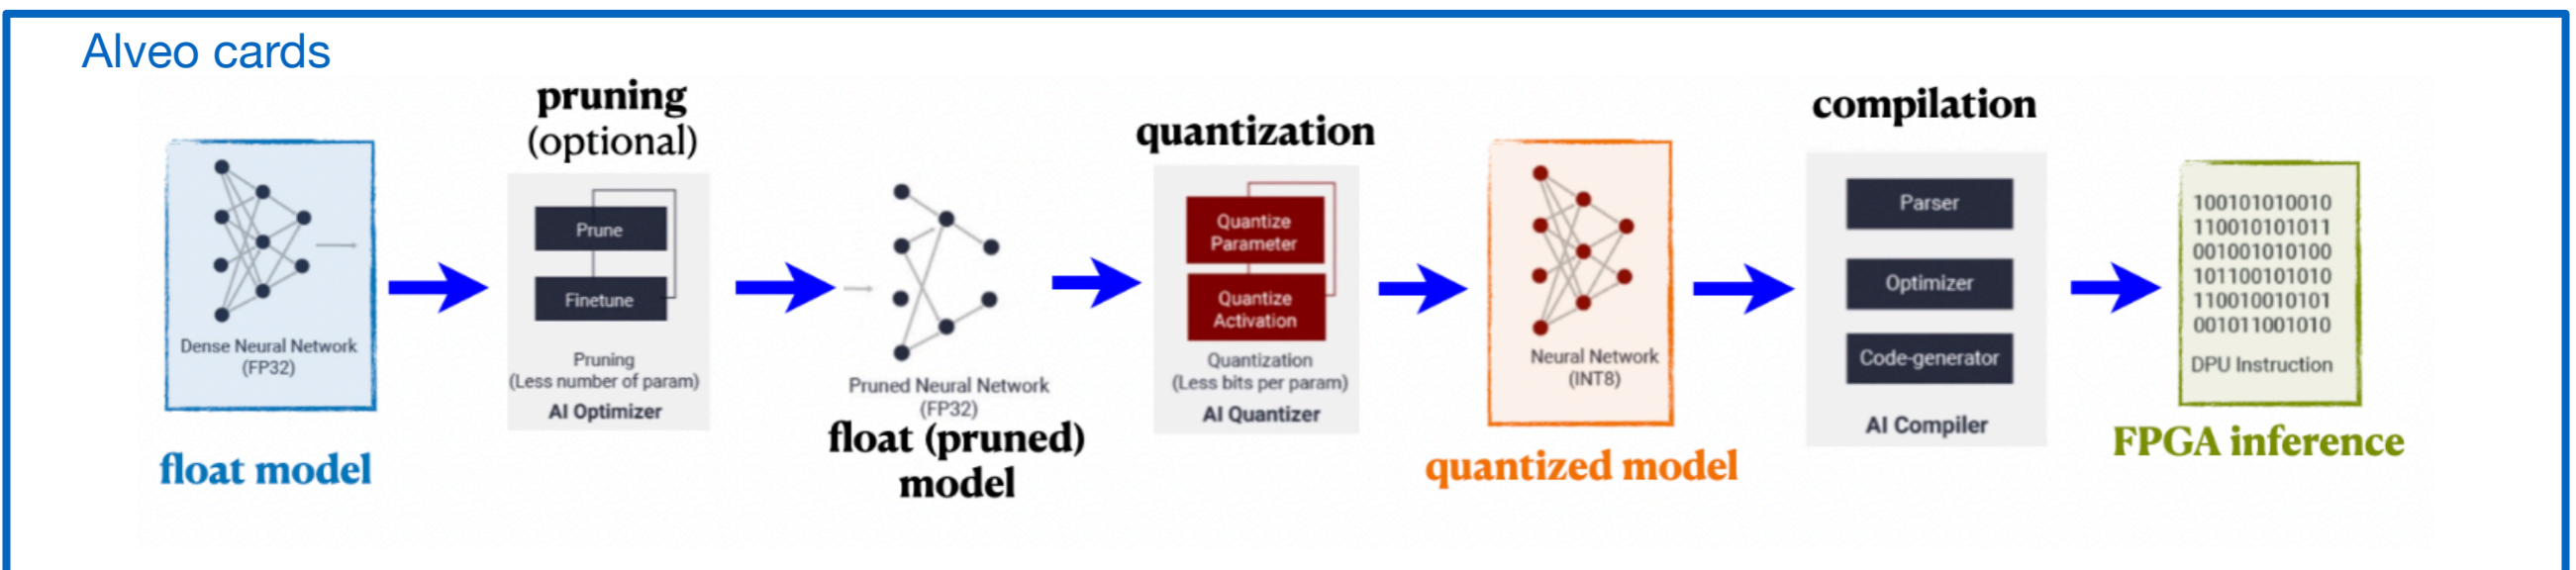 Alveo cards
pruning
(optional)
quantization
compilation
Prune
Finetune
Quantize
Parameter
Quantize
Activation
Parser
Optimizer
Code-generator
100101010010
110010101011
001001010100
101100101010
110010010101
001011001010
DPU Instruction
Dense Neural Network
(FP32)
Pruning
(Less number of param)
AI Optimizer
Pruned Neural Network
(FP32)
Quantization
(Less bits per param)
AI Quantizer
Neural Network
(INT8)
AI Compiler
float model
float (pruned)
model
quantized model
FPGA inference